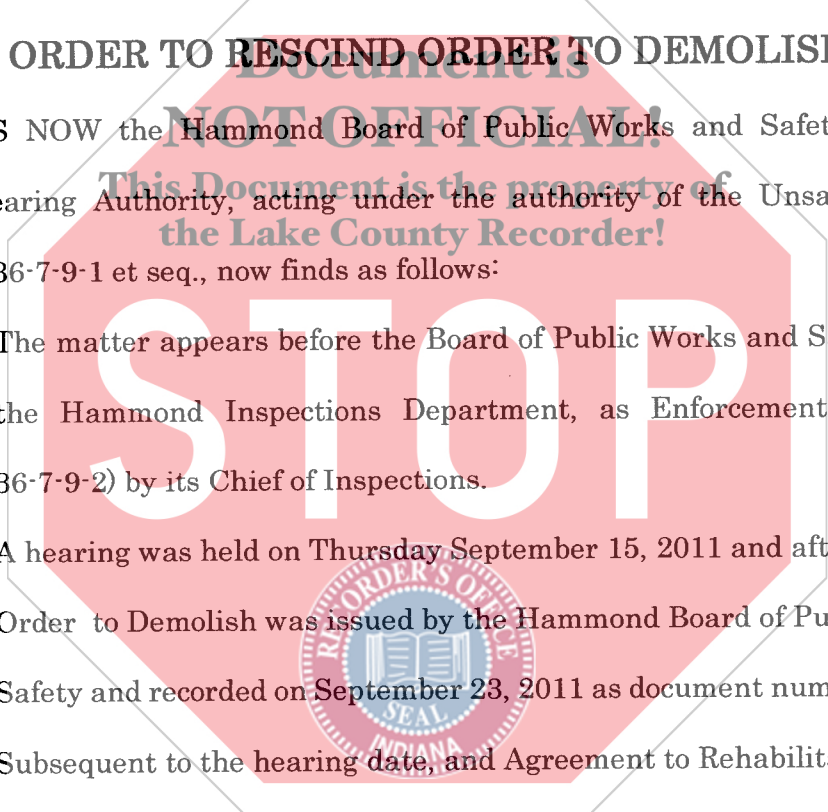 ORDER TO RESCIND ORDER TO DEMOLISH
Document is
NOT OFFICIAL!
S NOW the Hammond Board of Public Works and Safet
This Document is the property of
earing Authority, acting under the authority of the Unsa
the Lake County Recorder!
36-7-9-1 et seq., now finds as follows:
STOP
The matter appears before the Board of Public Works and S
the Hammond Inspections Department, as Enforcement
36-7-9-2) by its Chief of Inspections.
A hearing was held on Thursday September 15, 2011 and aft
RECORDER'S OFFICE
Order to Demolish was issued by the Hammond Board of Pu
Safety and recorded on September 23, 2011 as document num
SEAL
INDIANA
Subsequent to the hearing date, and Agreement to Rehabilit